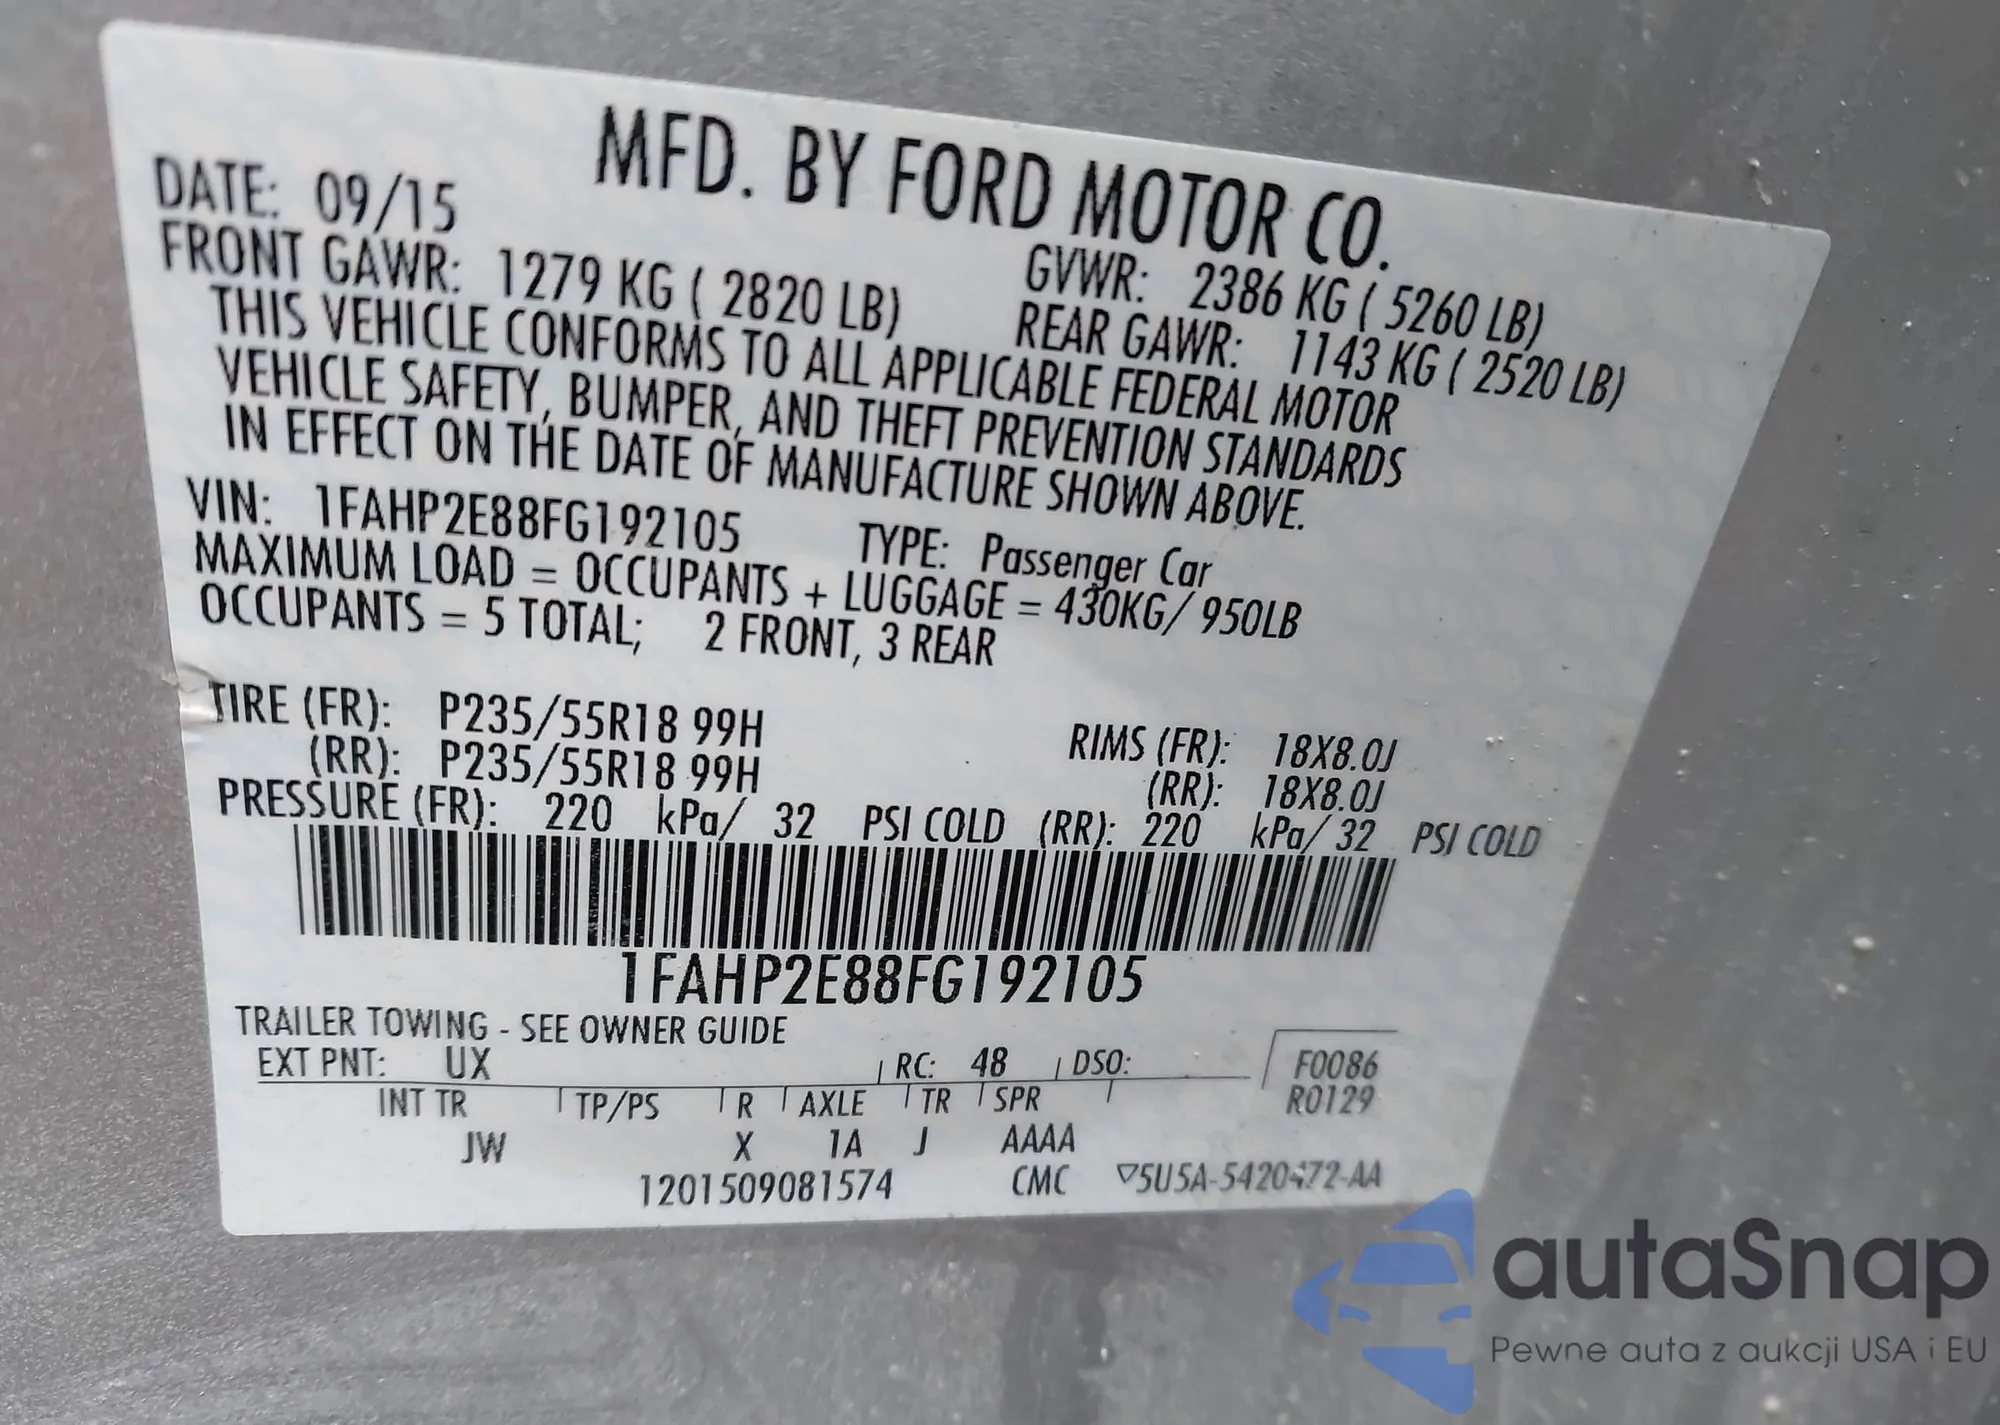 MFD. BY FORD MOTOR CO.
DATE: 09/15
GVWR: 2386 KG ( 5260 LB)
FRONT GAWR: 1279 KG ( 2820 LB)
REAR GAWR: 1143 KG ( 2520 LB)
THIS VEHICLE CONFORMS TO ALL APPLICABLE FEDERAL MOTOR
VEHICLE SAFETY, BUMPER, AND THEFT PREVENTION STANDARDS
IN EFFECT ON THE DATE OF MANUFACTURE SHOWN ABOVE.
VIN: 1FAHP2E88FG192105 TYPE: Passenger Car
MAXIMUM LOAD = OCCUPANTS + LUGGAGE = 430KG/ 950LB
OCCUPANTS = 5 TOTAL; 2 FRONT, 3 REAR
TIRE (FR): P235/55R18 99H RIMS (FR): 18X8.0J
(RR): P235/55R18 99H (RR): 18X8.0J
PRESSURE (FR): 220 kPa/ 32 PSI COLD (RR): 220 kPa/ 32 PSI COLD
1FAHP2E88FG192105
TRAILER TOWING - SEE OWNER GUIDE
EXT PNT: UX RC: 48 DSO: F0086
INT TR TP/PS R AXLE TR SPR R0129
JW X 1A J AAAA
1201509081574 CMC ▽5U5A-5420472-AA
autaSnap
Pewne auta z aukcji USA i EU